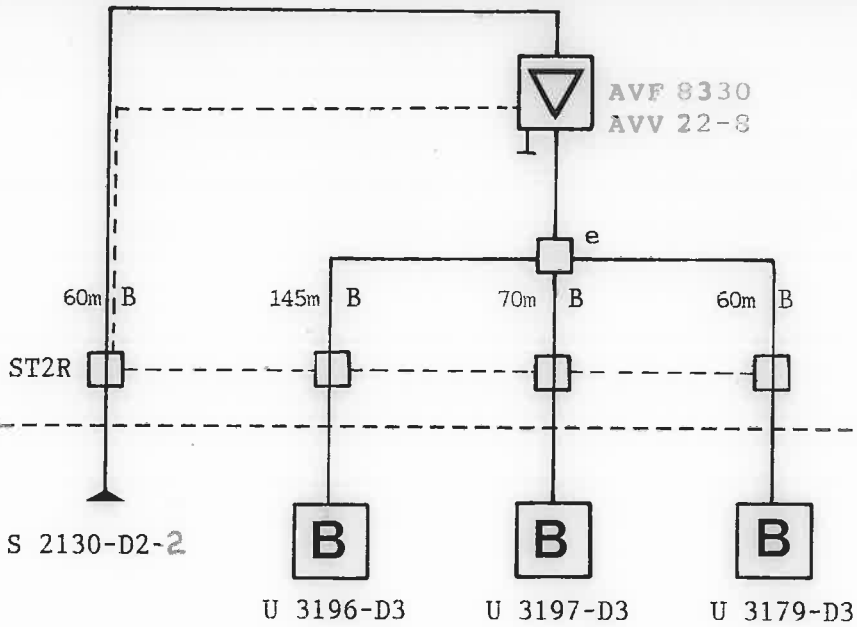 AVF 8330
AVV 22-8
e
60m B
145m B
70m B
60m B
ST2R
S 2130-D2-2
B
B
B
U 3196-D3
U 3197-D3
U 3179-D3